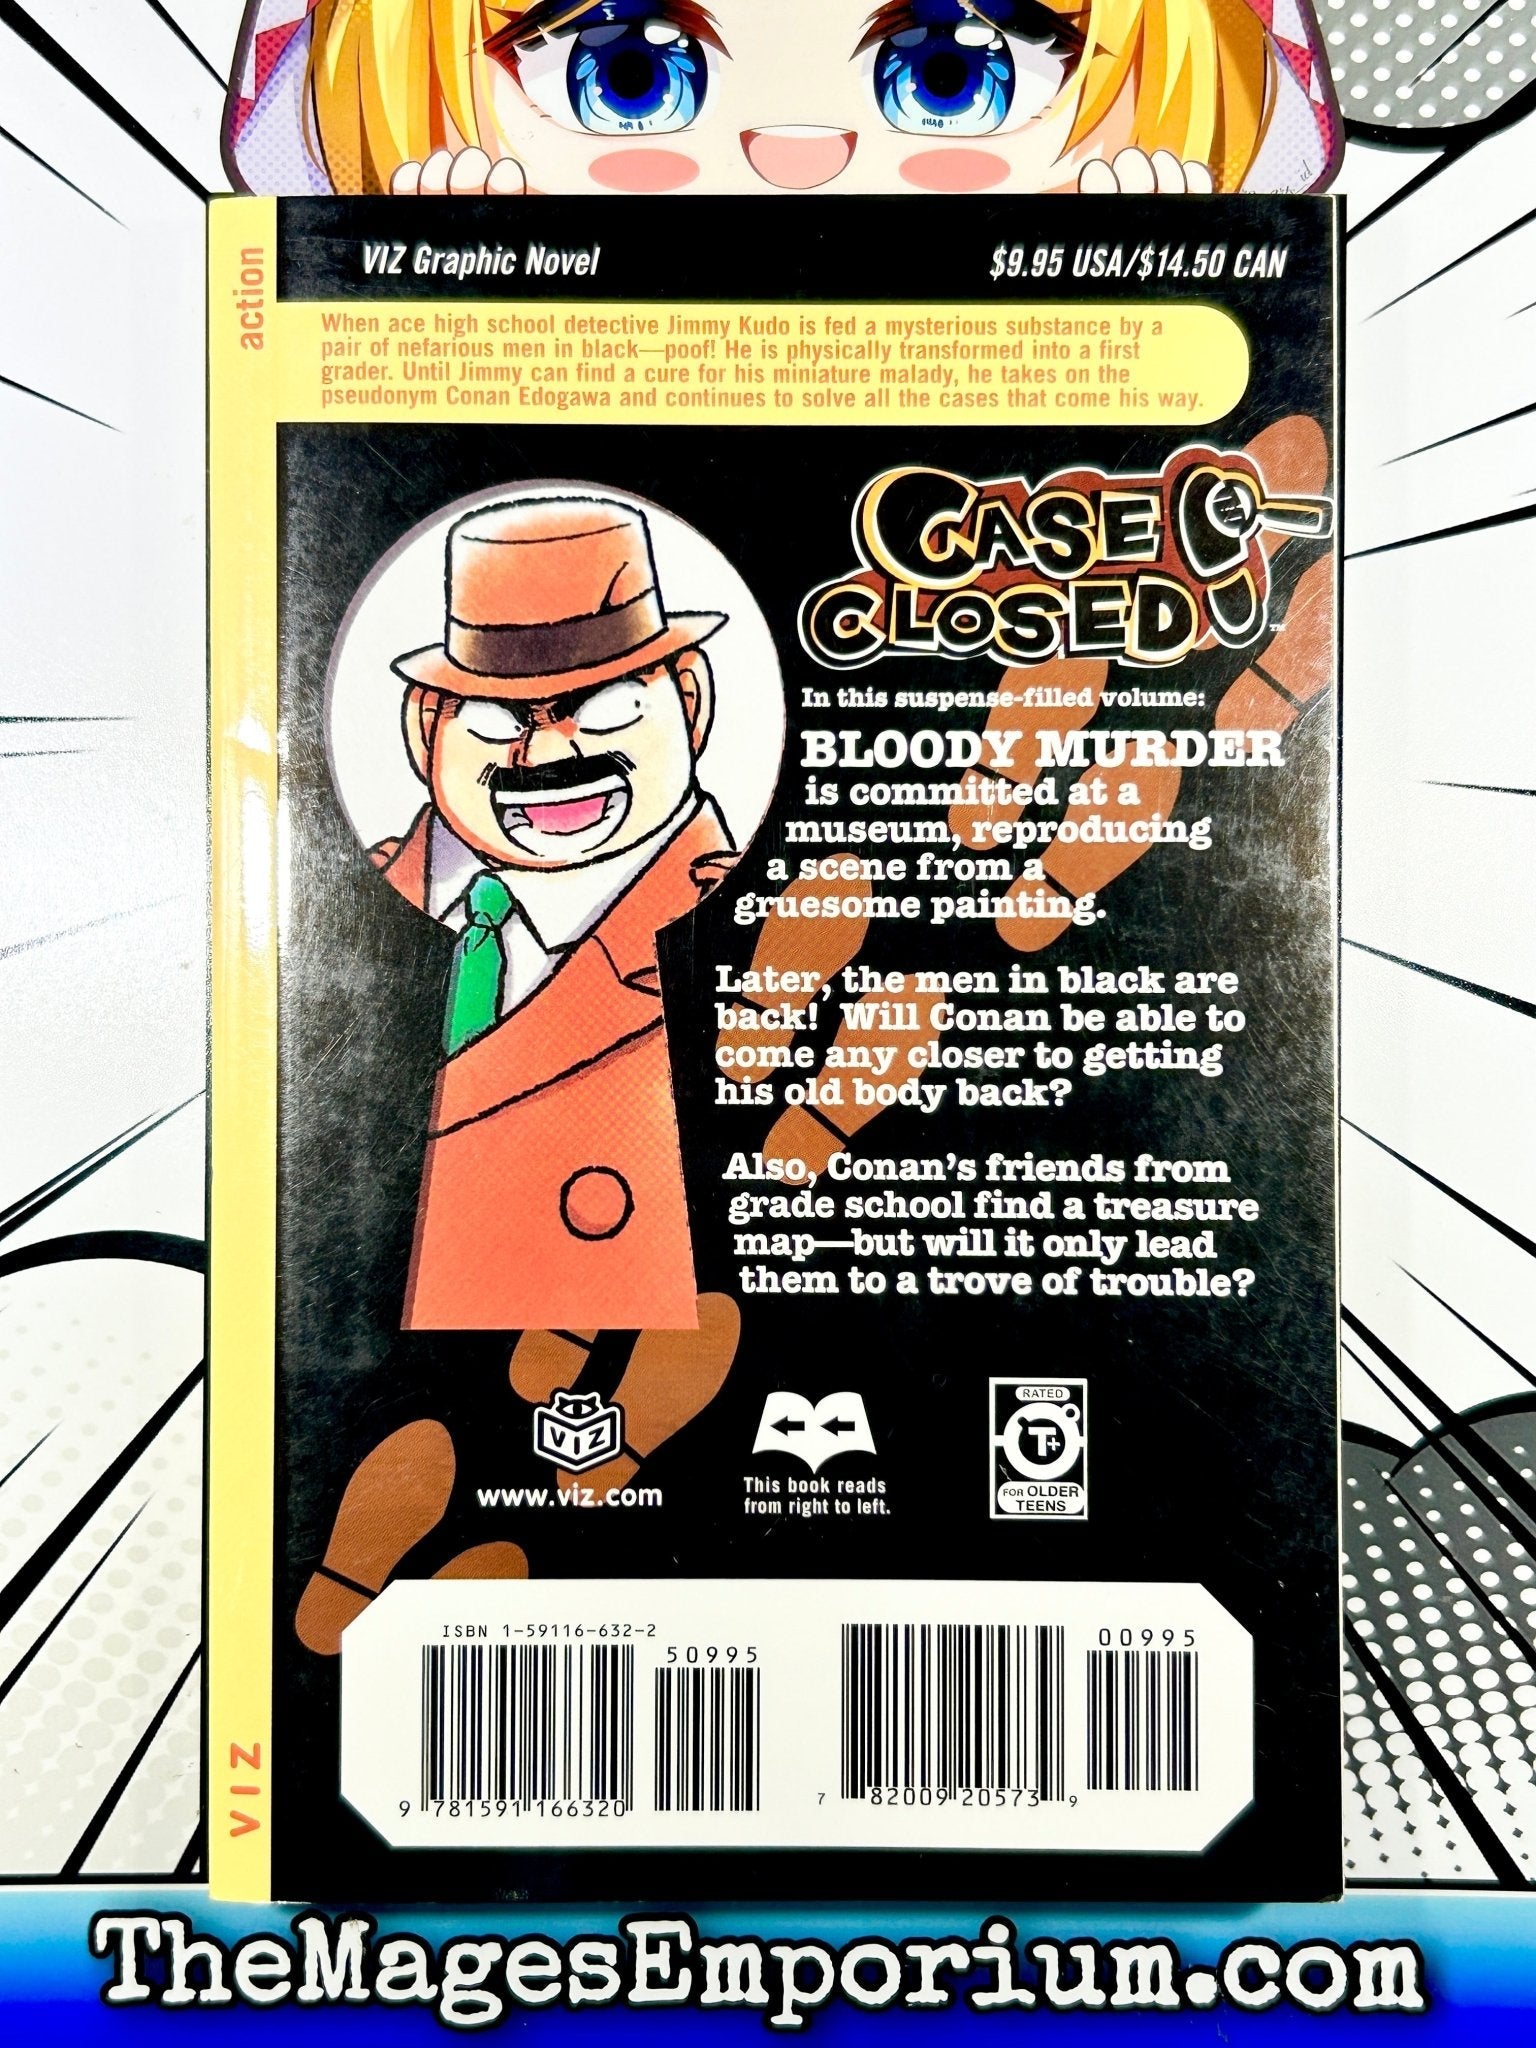 action
VIZ Graphic Novel
$9.95 USA/$14.50 CAN
When ace high school detective Jimmy Kudo is fed a mysterious substance by a
pair of nefarious men in black—poof! He is physically transformed into a first
grader. Until Jimmy can find a cure for his miniature malady, he takes on the
pseudonym Conan Edogawa and continues to solve all the cases that come his way.
CASE
CLOSED!
™
In this suspense-filled volume:
BLOODY MURDER
is committed at a
museum, reproducing
a scene from a
gruesome painting.
Later, the men in black are
back! Will Conan be able to
come any closer to getting
his old body back?
Also, Conan's friends from
grade school find a treasure
map—but will it only lead
them to a trove of trouble?
VIZ
www.viz.com
This book reads
from right to left.
RATED
T+
FOR OLDER
TEENS
ISBN 1-59116-632-2
50995
9 781591 166320
00995
7 82009 20573 9
VIZ
TheMagesEmporium.com